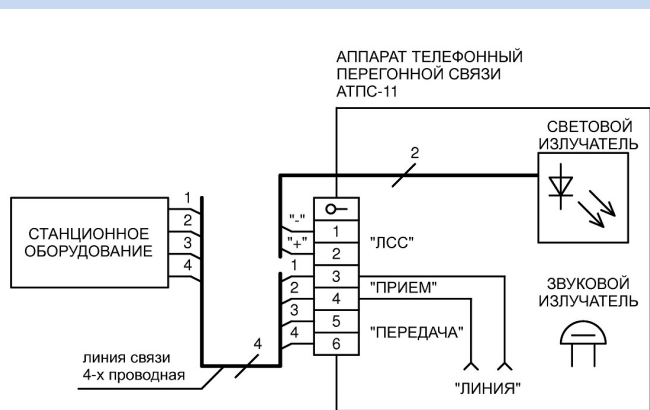 АППАРАТ ТЕЛЕФОННЫЙ
ПЕРЕГОННОЙ СВЯЗИ
АТПС-11
СВЕТОВОЙ
ИЗЛУЧАТЕЛЬ
2
СТАНЦИОННОЕ
ОБОРУДОВАНИЕ
1
2
3
4
"-"
"+"
1
2
3
4
1
2
3
4
5
6
"ЛСС"
"ПРИЕМ"
"ПЕРЕДАЧА"
"ЛИНИЯ"
ЗВУКОВОЙ
ИЗЛУЧАТЕЛЬ
4
линия связи
4-х проводная